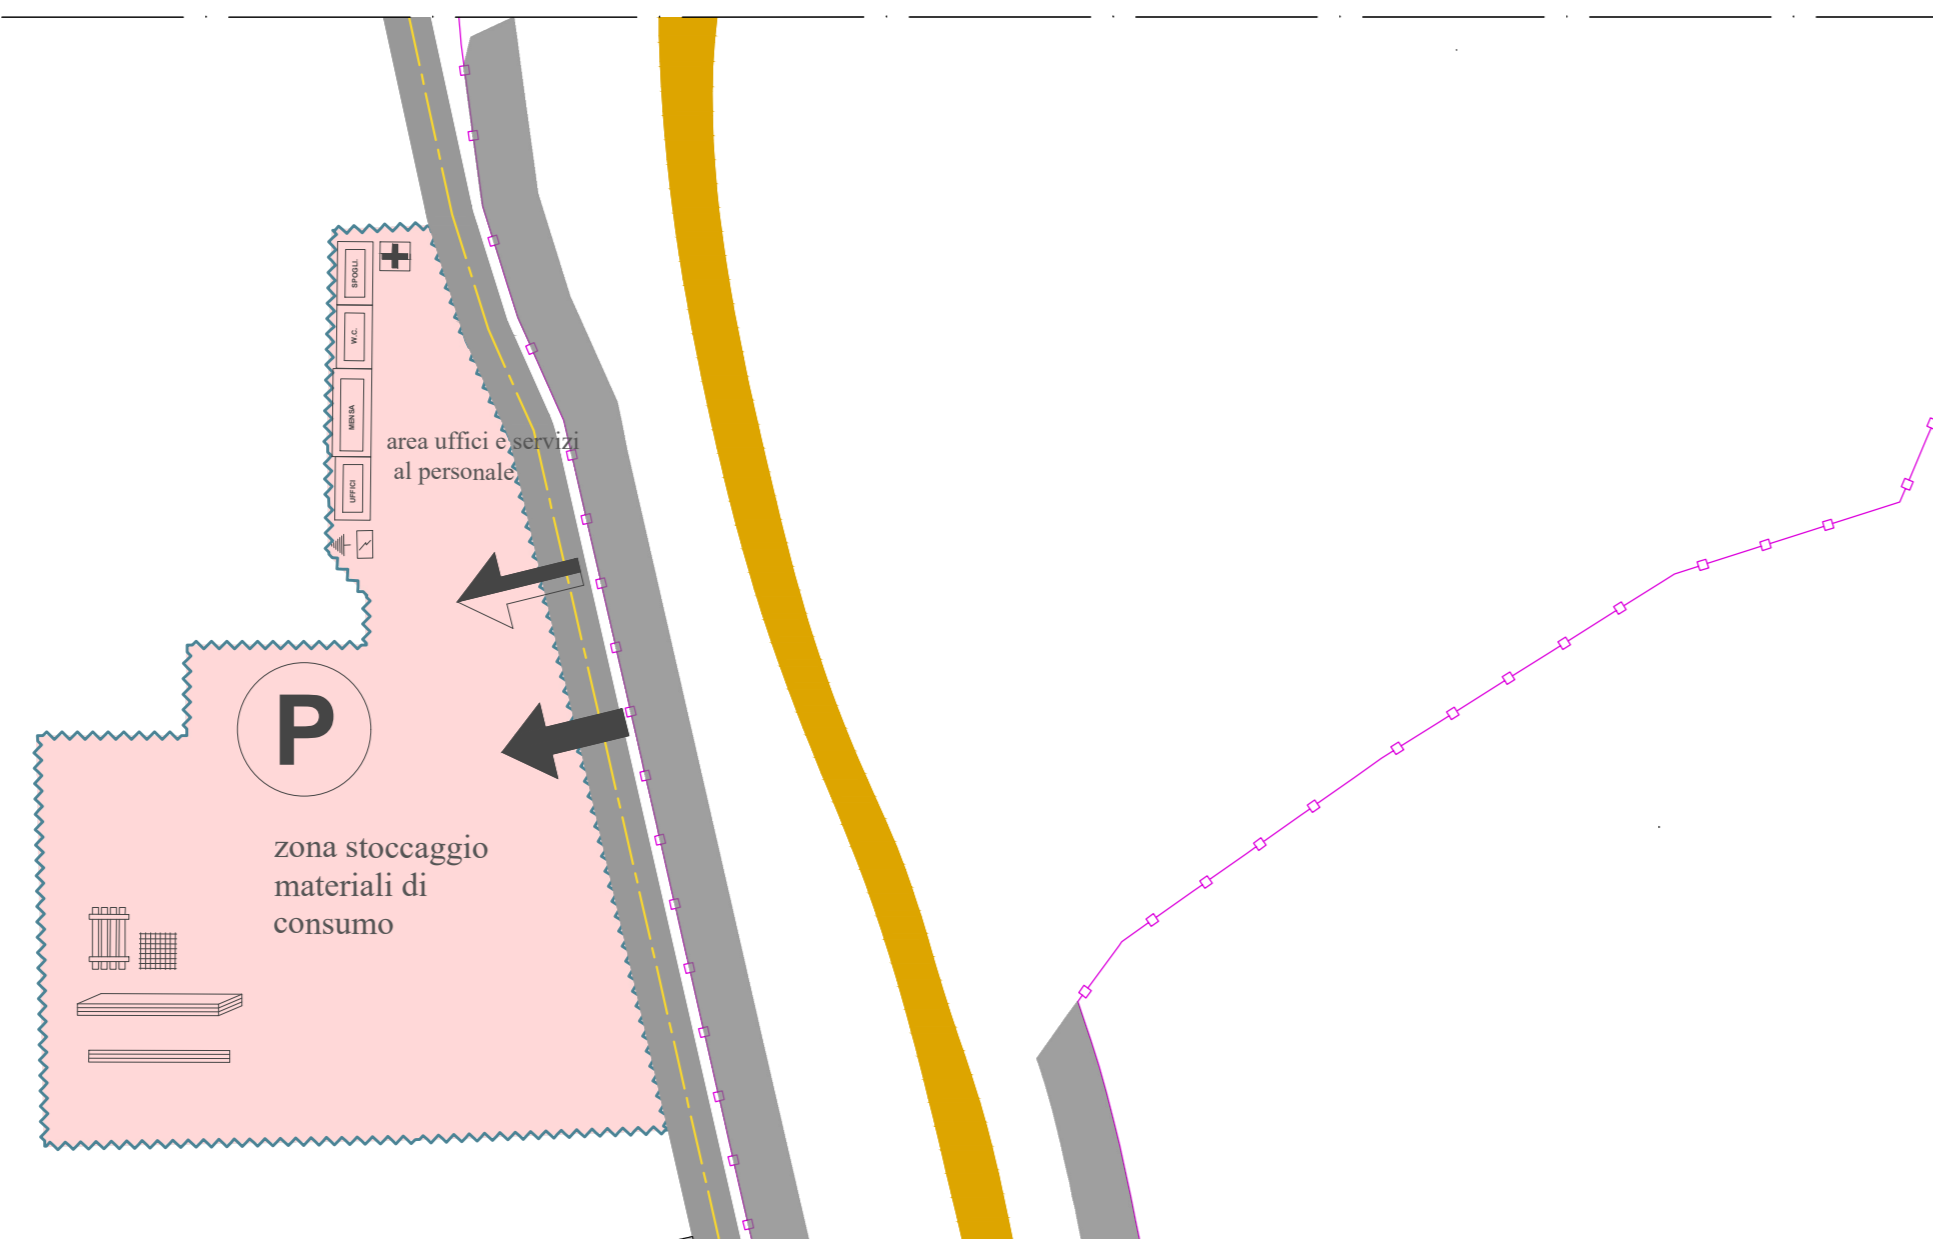 SPOGLI.
W.C.
MENSA
UFFICI
area uffici e servizi
al personale
P
zona stoccaggio
materiali di
consumo